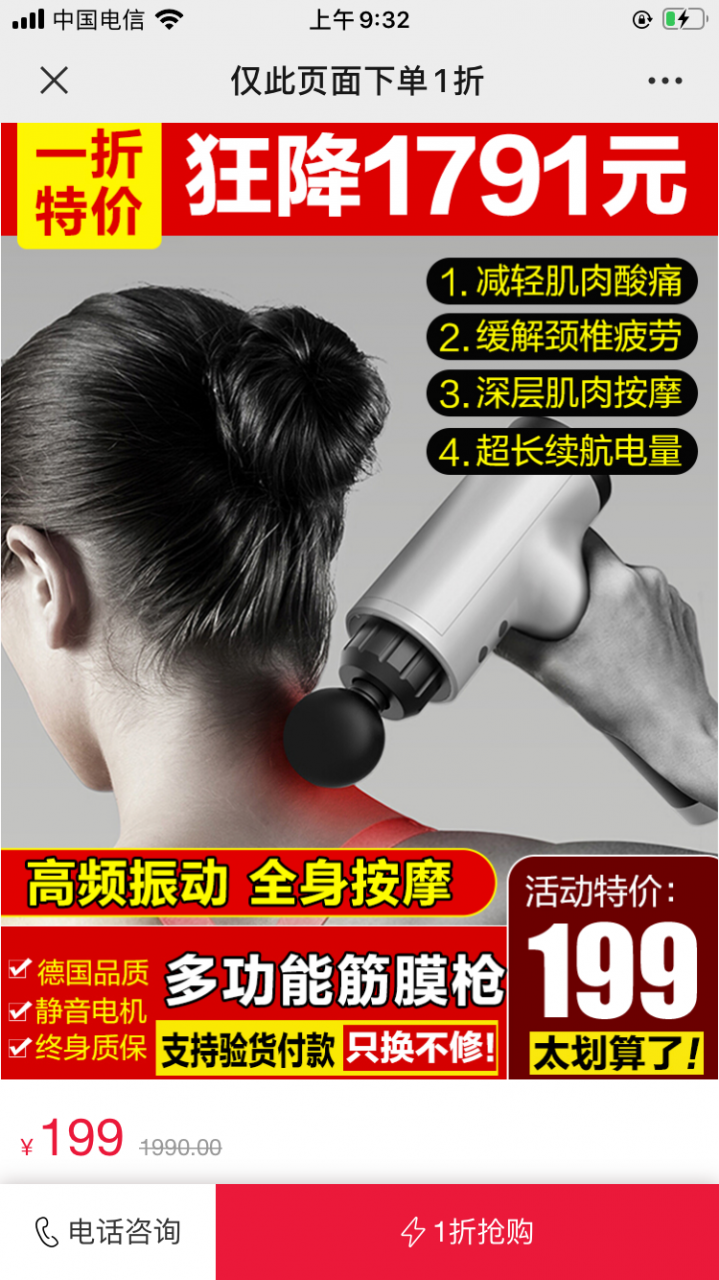 中国电信
上午9:32
仅此页面下单1折
一折
特价
狂降1791元
1.减轻肌肉酸痛
2.缓解颈椎疲劳
3.深层肌肉按摩
4.超长续航电量
高频振动 全身按摩
德国品质
静音电机
终身质保
多功能筋膜枪
支持验货付款 只换不修!
活动特价:
199
太划算了!
¥199 1990.00
电话咨询
1折抢购